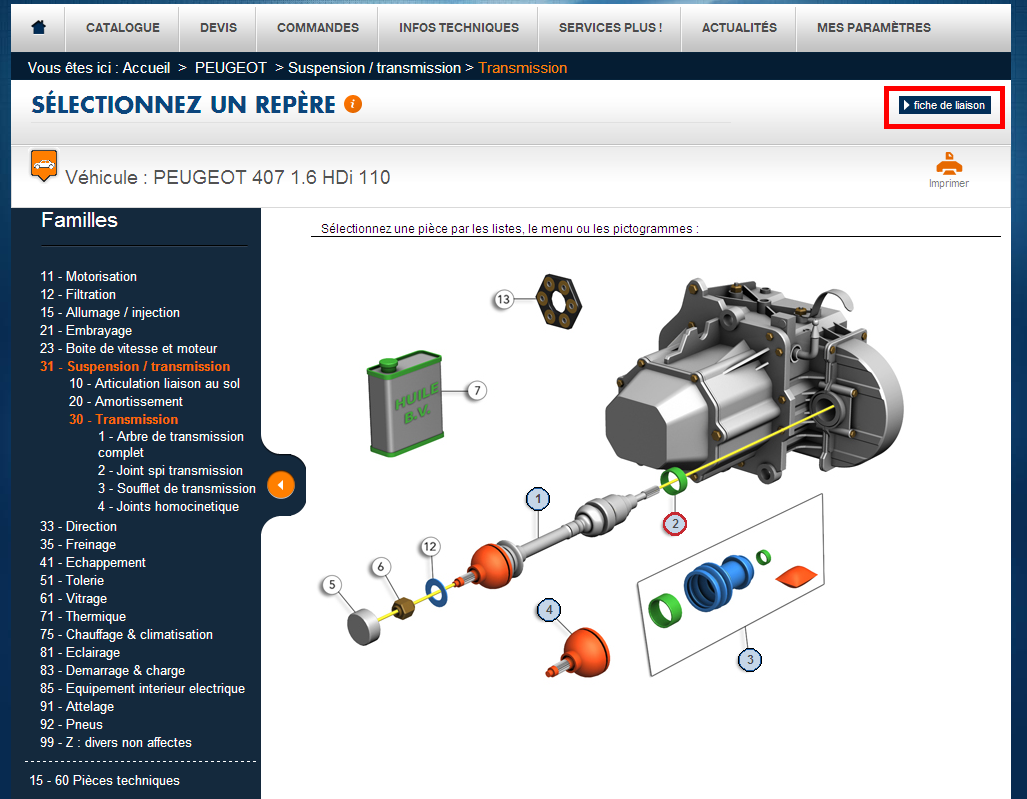 CATALOGUE DEVIS COMMANDES INFOS TECHNIQUES SERVICES PLUS ! ACTUALITÉS MES PARAMÈTRES
Vous êtes ici : Accueil > PEUGEOT > Suspension / transmission > Transmission
SÉLECTIONNEZ UN REPÈRE i
fiche de liaison
Véhicule : PEUGEOT 407 1.6 HDi 110
Imprimer
Familles
11 - Motorisation
12 - Filtration
15 - Allumage / injection
21 - Embrayage
23 - Boite de vitesse et moteur
31 - Suspension / transmission
10 - Articulation liaison au sol
20 - Amortissement
30 - Transmission
1 - Arbre de transmission
complet
2 - Joint spi transmission
3 - Soufflet de transmission
4 - Joints homocinetique
33 - Direction
35 - Freinage
41 - Echappement
51 - Tolerie
61 - Vitrage
71 - Thermique
75 - Chauffage & climatisation
81 - Eclairage
83 - Demarrage & charge
85 - Equipement interieur electrique
91 - Attelage
92 - Pneus
99 - Z : divers non affectes
15 - 60 Pièces techniques
Sélectionnez une pièce par les listes, le menu ou les pictogrammes :
13
7
HUILE
B.V.
1
2
12
6
5
4
3